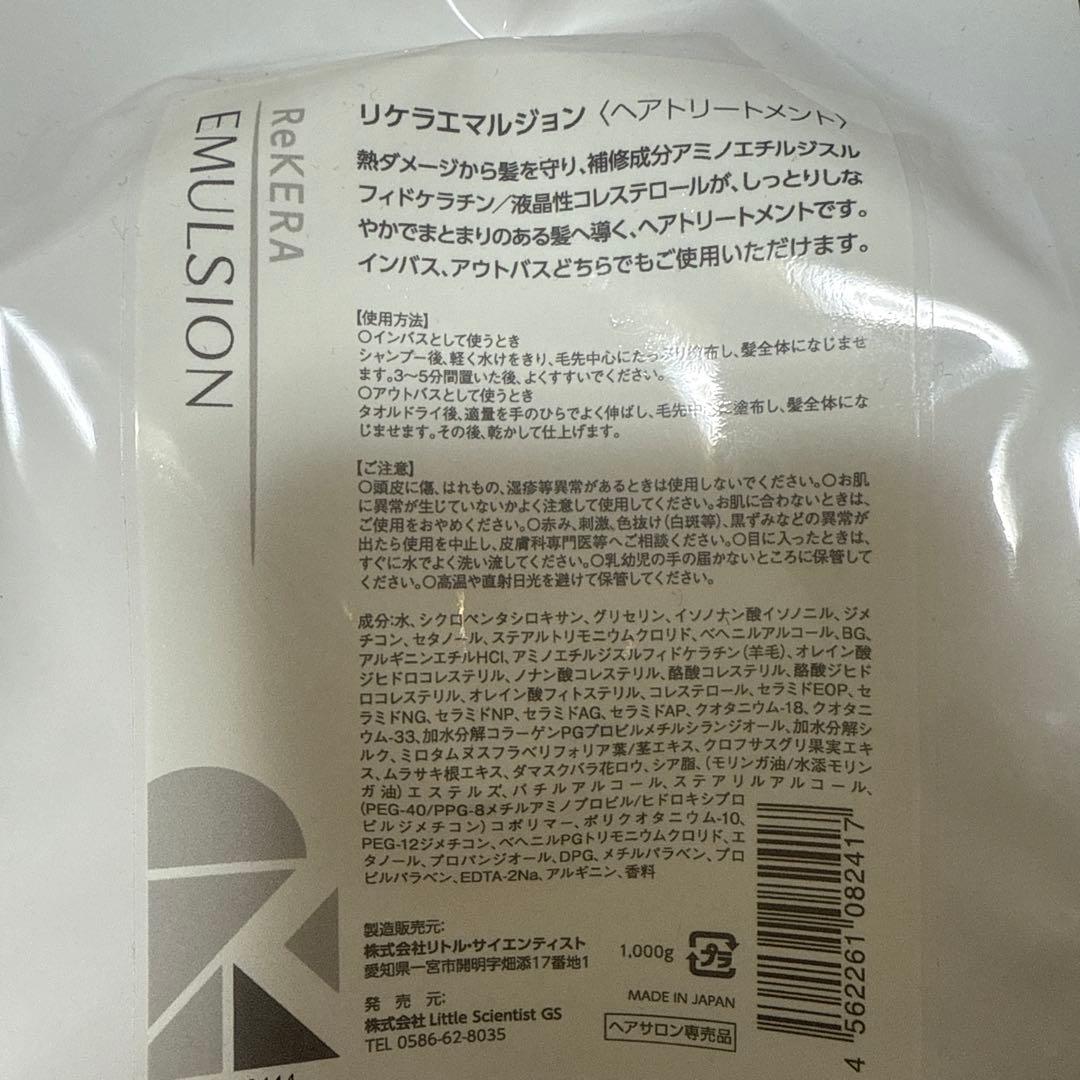 ReKERA
EMULSION
リケラエマルジョン〈ヘアトリートメント〉
熱ダメージから髪を守り、補修成分アミノエチルジスル
フィドケラチン/液晶性コレステロールが、しっとりしな
やかでまとまりのある髪へ導く、ヘアトリートメントです。
インバス、アウトバスどちらでもご使用いただけます。
【使用方法】
○インバスとして使うとき
シャンプー後、軽く水けをきり、毛先中心にたっぷり塗布し、髪全体になじませ
ます。3〜5分間置いた後、よくすすいでください。
○アウトバスとして使うとき
タオルドライ後、適量を手のひらでよく伸ばし、毛先中心に塗布し、髪全体にな
じませます。その後、乾かして仕上げます。
【ご注意】
○頭皮に傷、はれもの、湿疹等異常があるときは使用しないでください。○お肌
に異常が生じていないかよく注意して使用してください。お肌に合わないときは、
ご使用をおやめください。○赤み、刺激、色抜け(白斑等)、黒ずみなどの異常が
出たら使用を中止し、皮膚科専門医等へご相談ください。○目に入ったときは、
すぐに水でよく洗い流してください。○乳幼児の手の届かないところに保管して
ください。○高温や直射日光を避けて保管してください。
成分:水、シクロペンタシロキサン、グリセリン、イソノナン酸イソノニル、ジメ
チコン、セタノール、ステアルトリモニウムクロリド、ベヘニルアルコール、BG、
アルギニンエチルHCl、アミノエチルジスルフィドケラチン(羊毛)、オレイン酸
ジヒドロコレステリル、ノナン酸コレステリル、酪酸コレステリル、酪酸ジヒド
ロコレステリル、オレイン酸フィトステリル、コレステロール、セラミドEOP、セ
ラミドNG、セラミドNP、セラミドAG、セラミドAP、クオタニウム-18、クオタニ
ウム-33、加水分解コラーゲンPGプロピルメチルシランジオール、加水分解シ
ルク、ミロタムヌスフラベリフォリア葉/茎エキス、クロフサスグリ果実エキ
ス、ムラサキ根エキス、ダマスクバラ花ロウ、シア脂、(モリンガ油/水添モリン
ガ油)エステルズ、バチルアルコール、ステアリルアルコール、
(PEG-40/PPG-8メチルアミノプロピル/ヒドロキシプロ
ピルジメチコン)コポリマー、ポリクオタニウム-10、
PEG-12ジメチコン、ベヘニルPGトリモニウムクロリド、エ
タノール、プロパンジオール、DPG、メチルパラベン、プロ
ピルパラベン、EDTA-2Na、アルギニン、香料
製造販売元:
株式会社リトル・サイエンティスト
愛知県一宮市開明字畑添17番地1
発売元:
株式会社 Little Scientist GS
TEL 0586-62-8035
1,000g
プラ
MADE IN JAPAN
ヘアサロン専売品
4 562261 082417